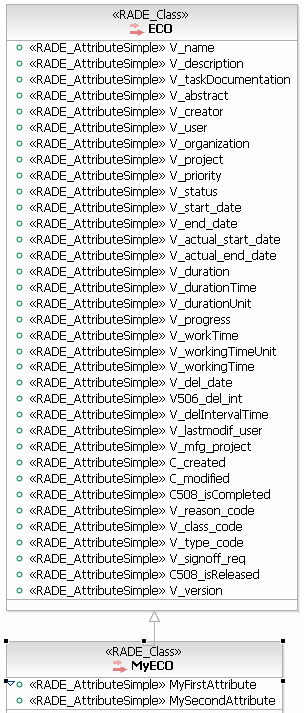 «RADE_Class»
ECO
«RADE_AttributeSimple» V_name
«RADE_AttributeSimple» V_description
«RADE_AttributeSimple» V_taskDocumentation
«RADE_AttributeSimple» V_abstract
«RADE_AttributeSimple» V_creator
«RADE_AttributeSimple» V_user
«RADE_AttributeSimple» V_organization
«RADE_AttributeSimple» V_project
«RADE_AttributeSimple» V_priority
«RADE_AttributeSimple» V_status
«RADE_AttributeSimple» V_start_date
«RADE_AttributeSimple» V_end_date
«RADE_AttributeSimple» V_actual_start_date
«RADE_AttributeSimple» V_actual_end_date
«RADE_AttributeSimple» V_duration
«RADE_AttributeSimple» V_durationTime
«RADE_AttributeSimple» V_durationUnit
«RADE_AttributeSimple» V_progress
«RADE_AttributeSimple» V_workTime
«RADE_AttributeSimple» V_workingTimeUnit
«RADE_AttributeSimple» V_workingTime
«RADE_AttributeSimple» V_del_date
«RADE_AttributeSimple» V506_del_int
«RADE_AttributeSimple» V_delIntervalTime
«RADE_AttributeSimple» V_lastmodif_user
«RADE_AttributeSimple» V_mfg_project
«RADE_AttributeSimple» C_created
«RADE_AttributeSimple» C_modified
«RADE_AttributeSimple» C508_isCompleted
«RADE_AttributeSimple» V_reason_code
«RADE_AttributeSimple» V_class_code
«RADE_AttributeSimple» V_type_code
«RADE_AttributeSimple» V_signoff_req
«RADE_AttributeSimple» C508_isReleased
«RADE_AttributeSimple» V_version
«RADE_Class»
MyECO
«RADE_AttributeSimple» MyFirstAttribute
«RADE_AttributeSimple» MySecondAttribute